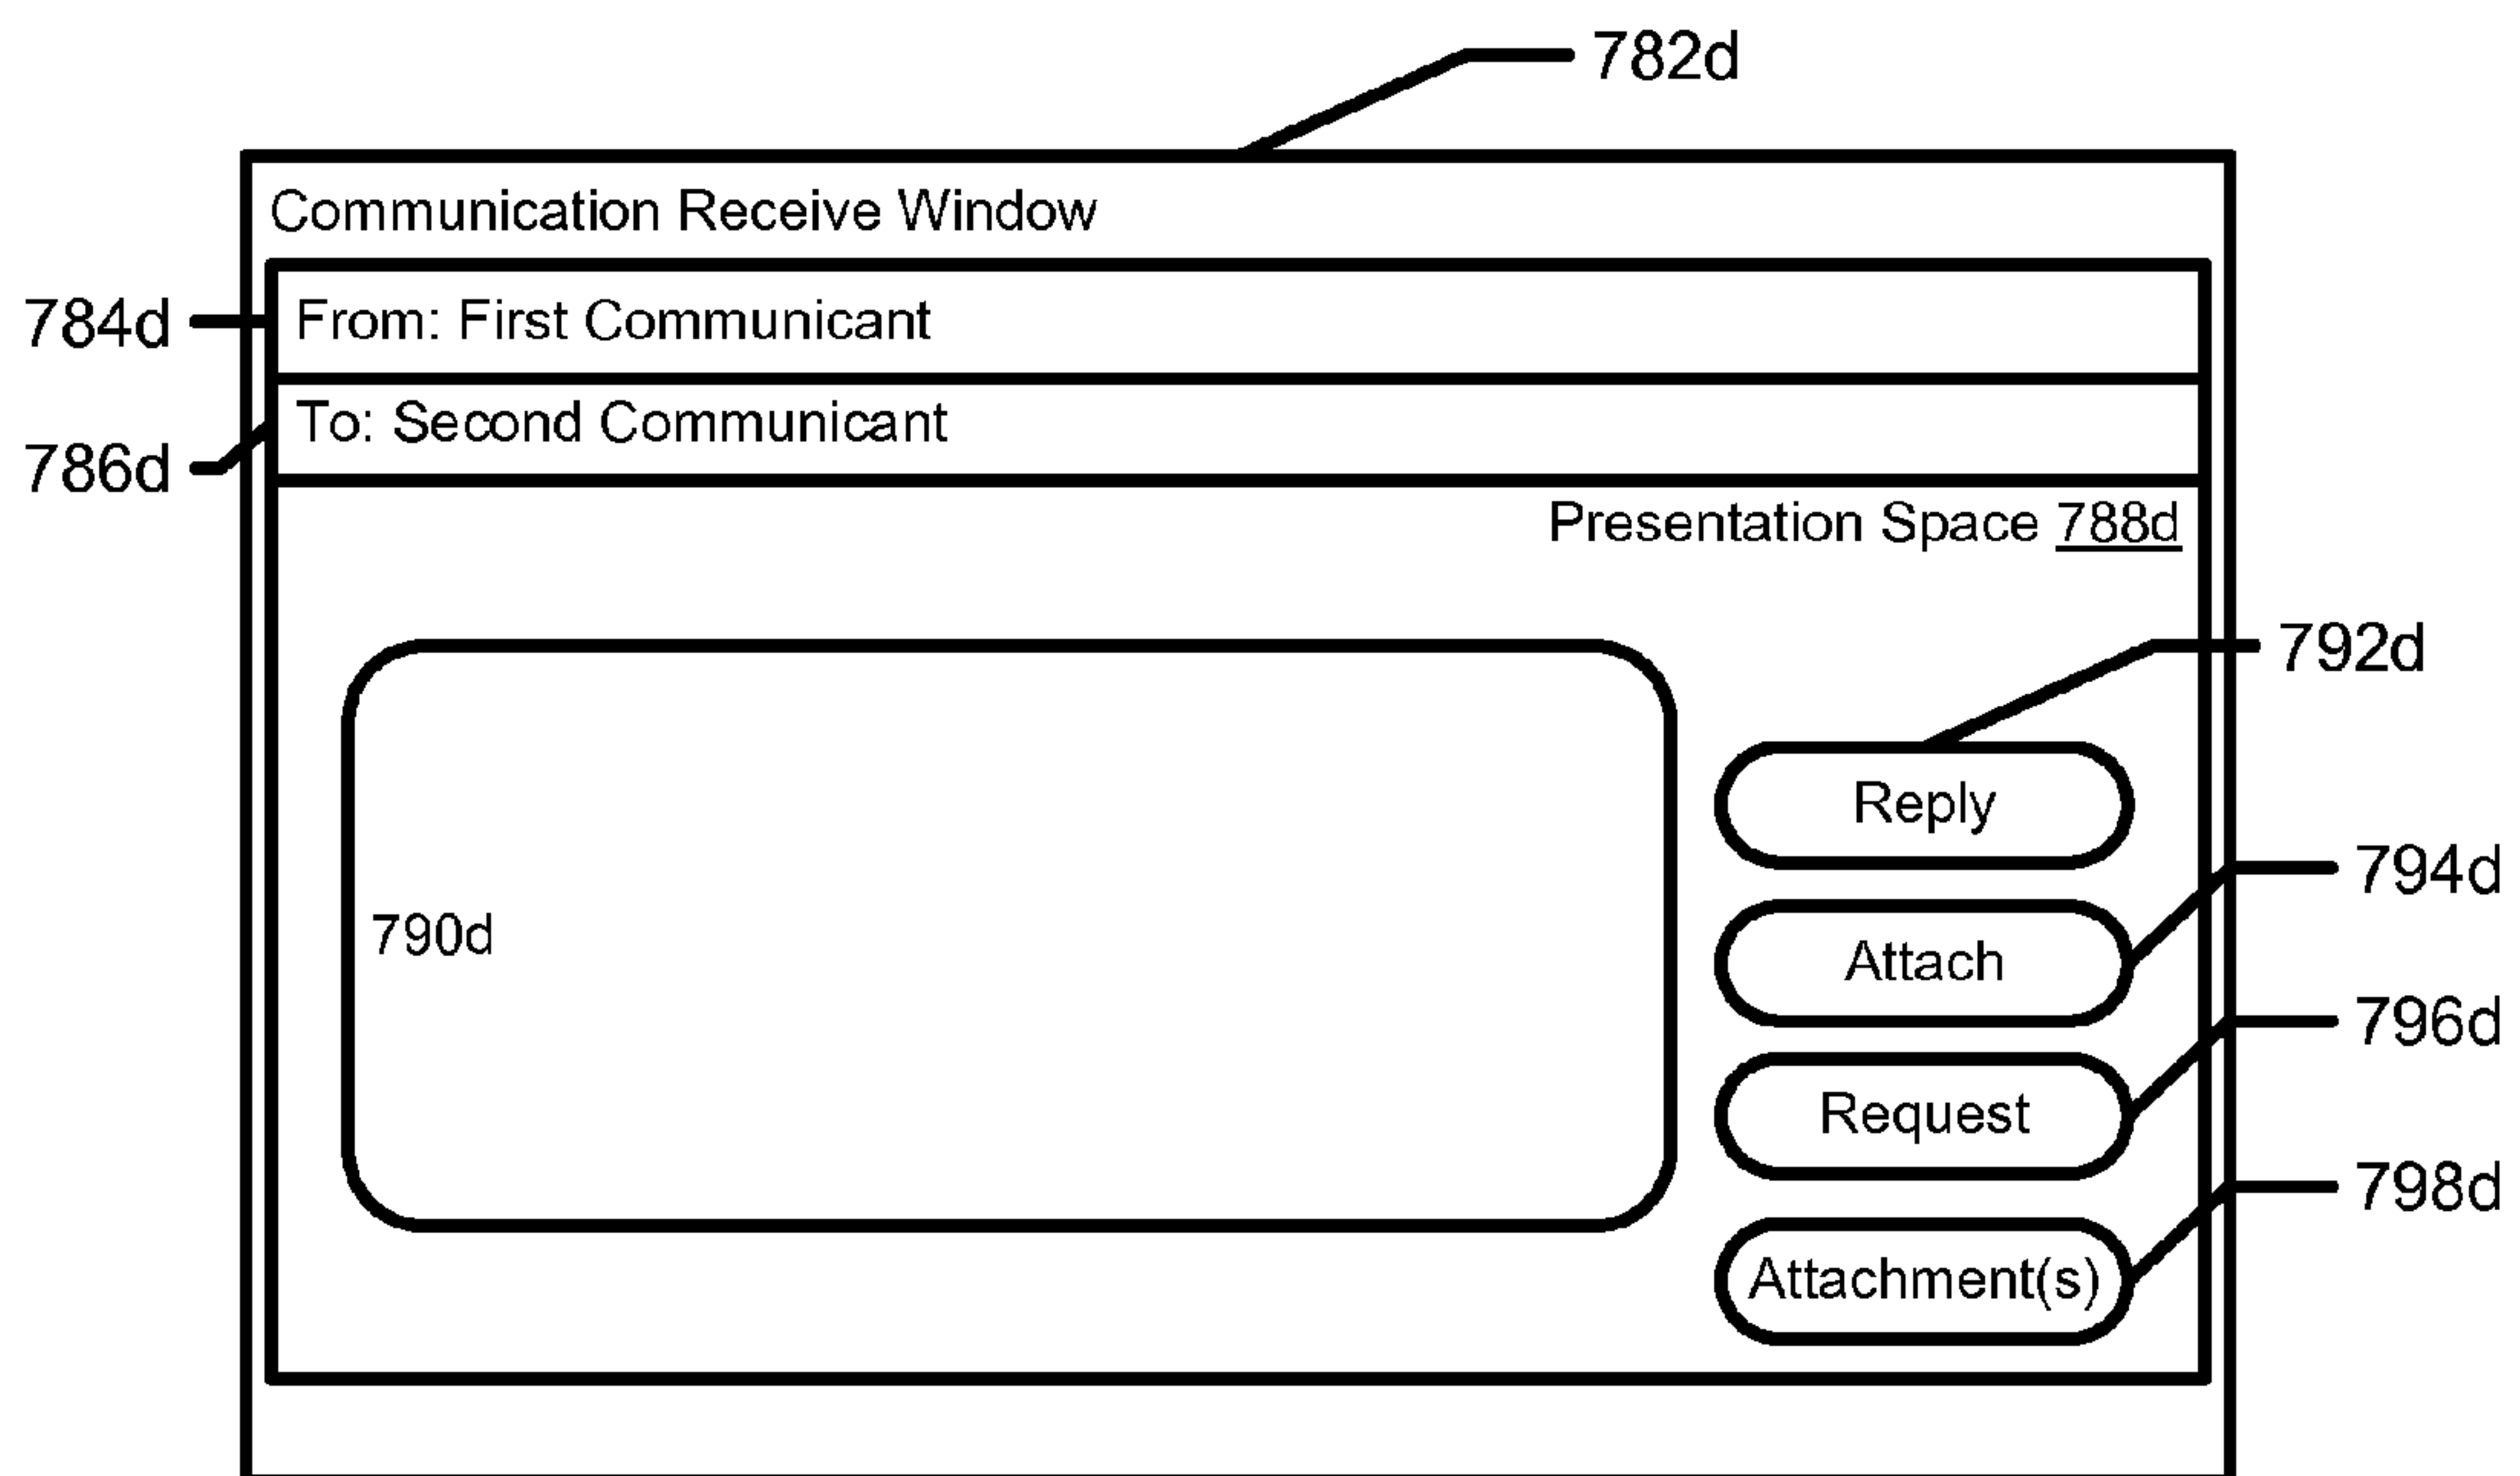 782d
Communication Receive Window
784d
From: First Communicant
To: Second Communicant
786d
Presentation Space 788d
792d
Reply
794d
790d
Attach
796d
Request
798d
Attachment(s)